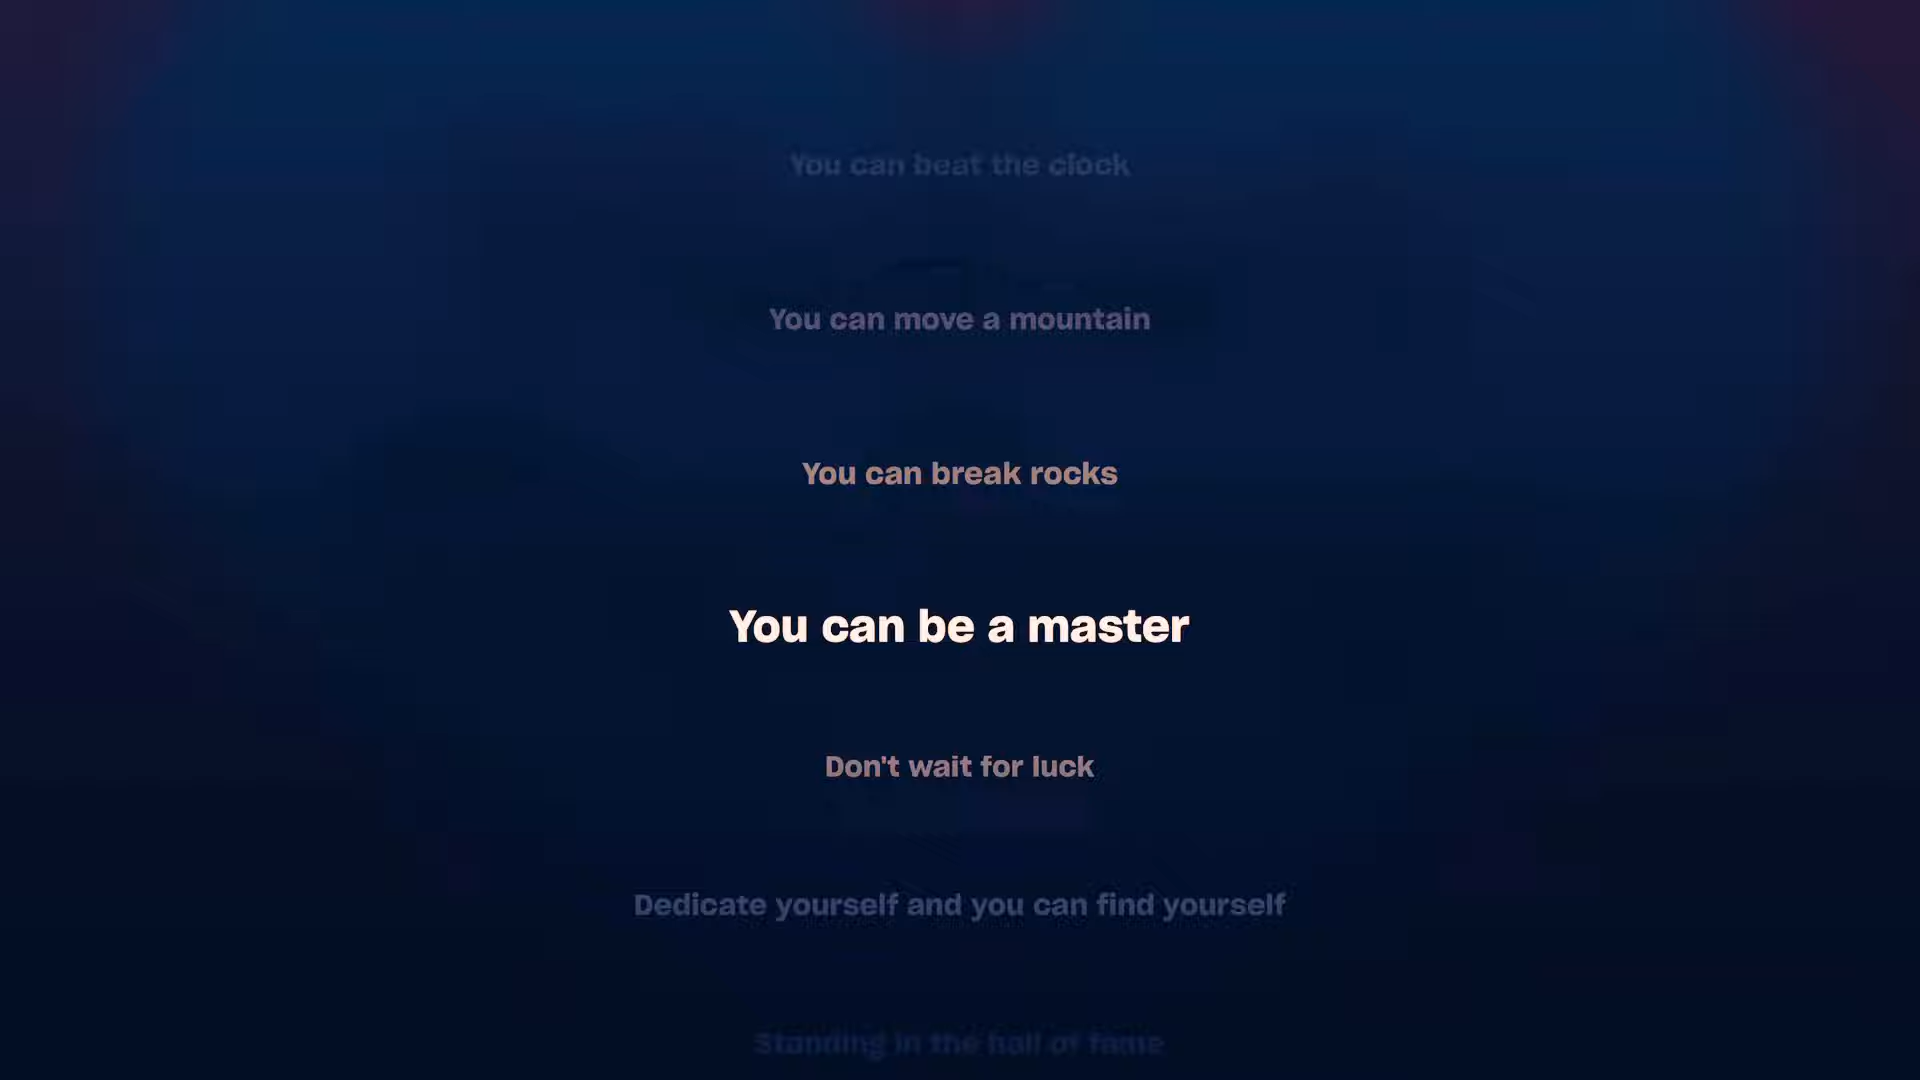 You can beat the clock
You can move a mountain
You can break rocks
You can be a master
Don't wait for luck
Dedicate yourself and you can find yourself
Standing in the hall of fame